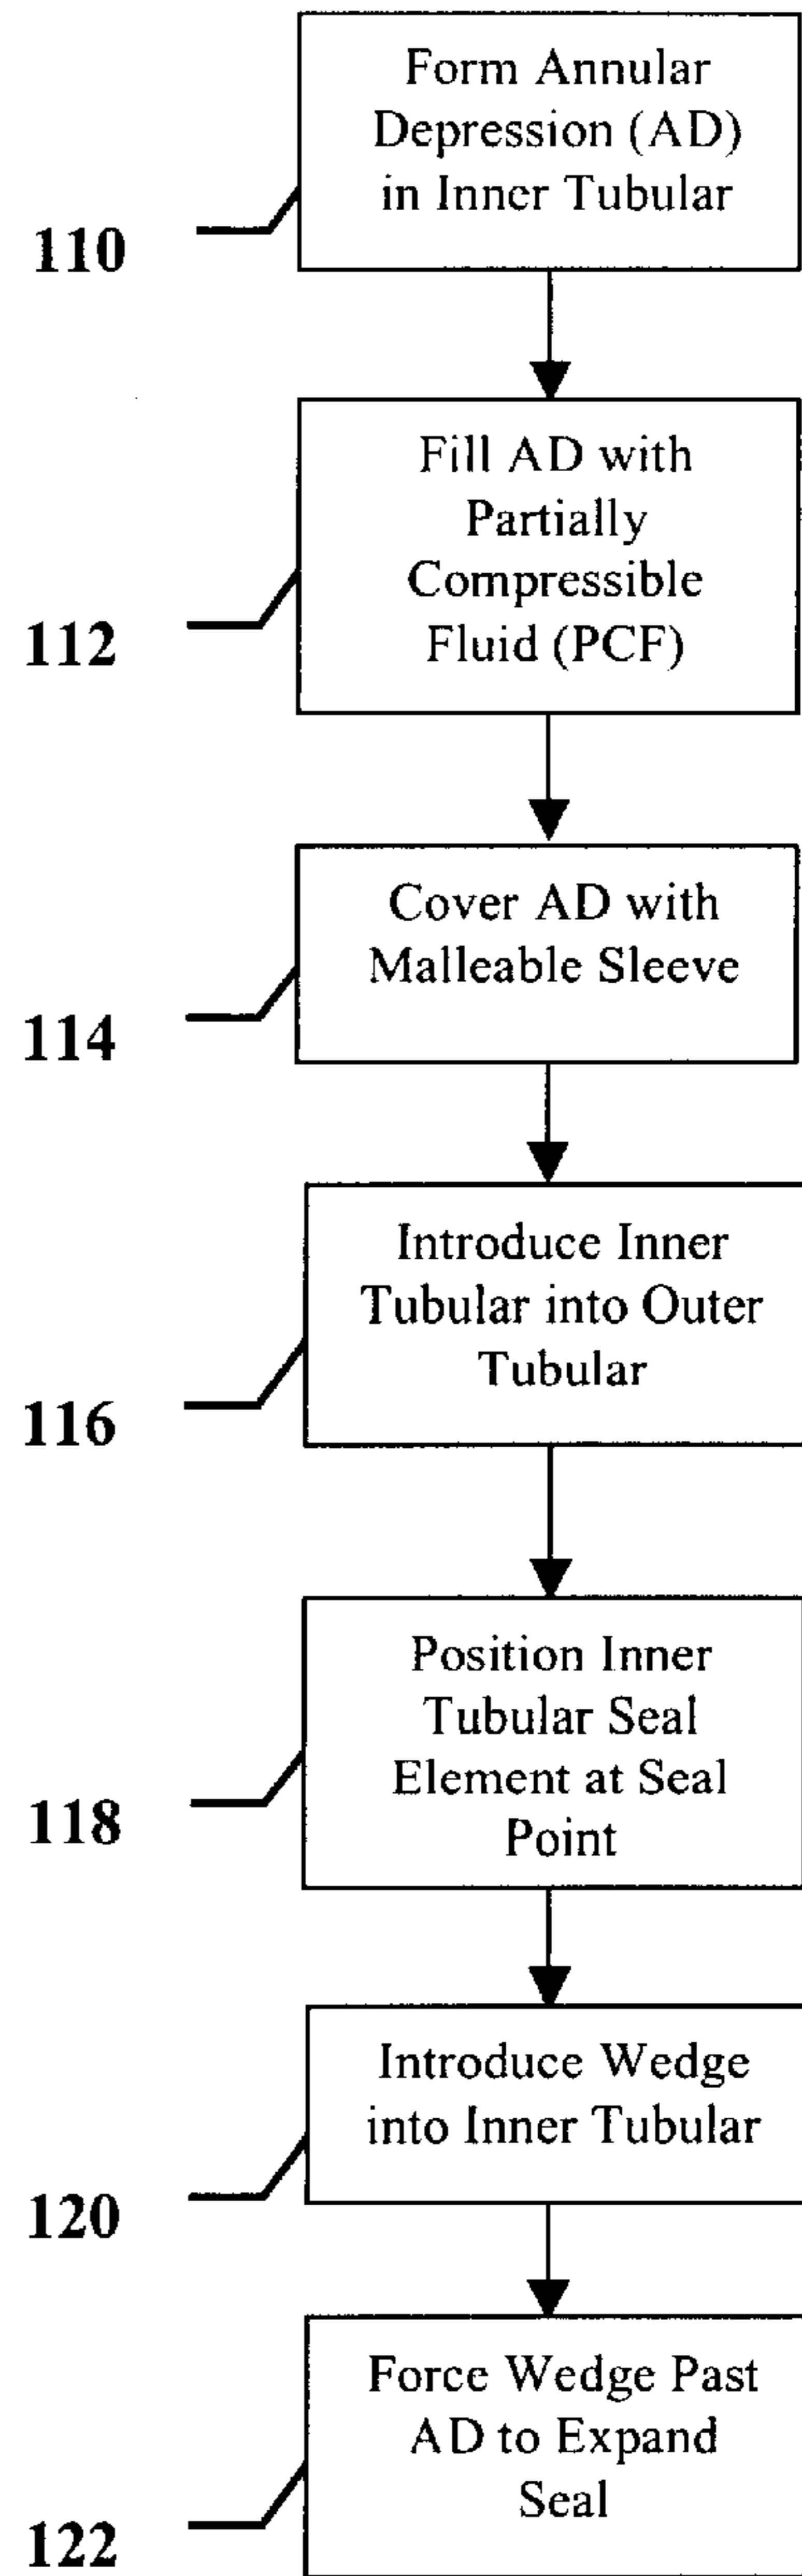 Form Annular
Depression (AD)
in Inner Tubular
110
Fill AD with
Partially
Compressible
Fluid (PCF)
112
Cover AD with
Malleable Sleeve
114
Introduce Inner
Tubular into Outer
Tubular
116
Position Inner
Tubular Seal
Element at Seal
Point
118
Introduce Wedge
into Inner Tubular
120
Force Wedge Past
AD to Expand
Seal
122